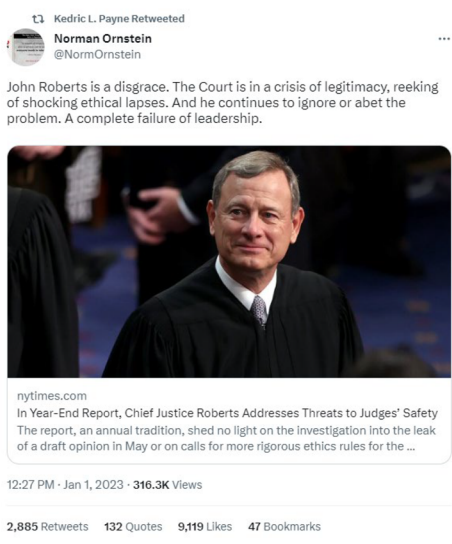 Kedric L. Payne Retweeted
Norman Ornstein
@NormOrnstein
John Roberts is a disgrace. The Court is in a crisis of legitimacy, reeking
of shocking ethical lapses. And he continues to ignore or abet the
problem. A complete failure of leadership.
nytimes.com
In Year-End Report, Chief Justice Roberts Addresses Threats to Judges' Safety
The report, an annual tradition, shed no light on the investigation into the leak
of a draft opinion in May or on calls for more rigorous ethics rules for the ...
12:27 PM · Jan 1, 2023 · 316.3K Views
2,885 Retweets 132 Quotes 9,119 Likes 47 Bookmarks